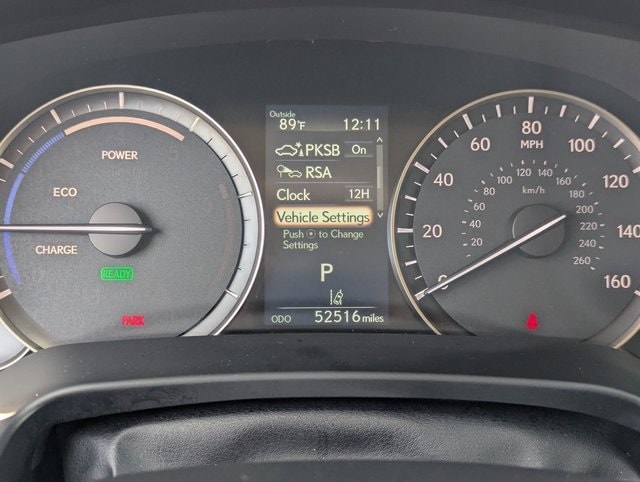 POWER
ECO
CHARGE
READY
PARK
Outside
89°F 12:11
PKSB On
RSA
Clock 12H
Vehicle Settings
Push ⊙ to Change
Settings
P
ODO 52516 miles
0 20 40 60 80 100 120 140 160
MPH
20 40 60 80 100 120 140 160 180 200 220 240 260
km/h